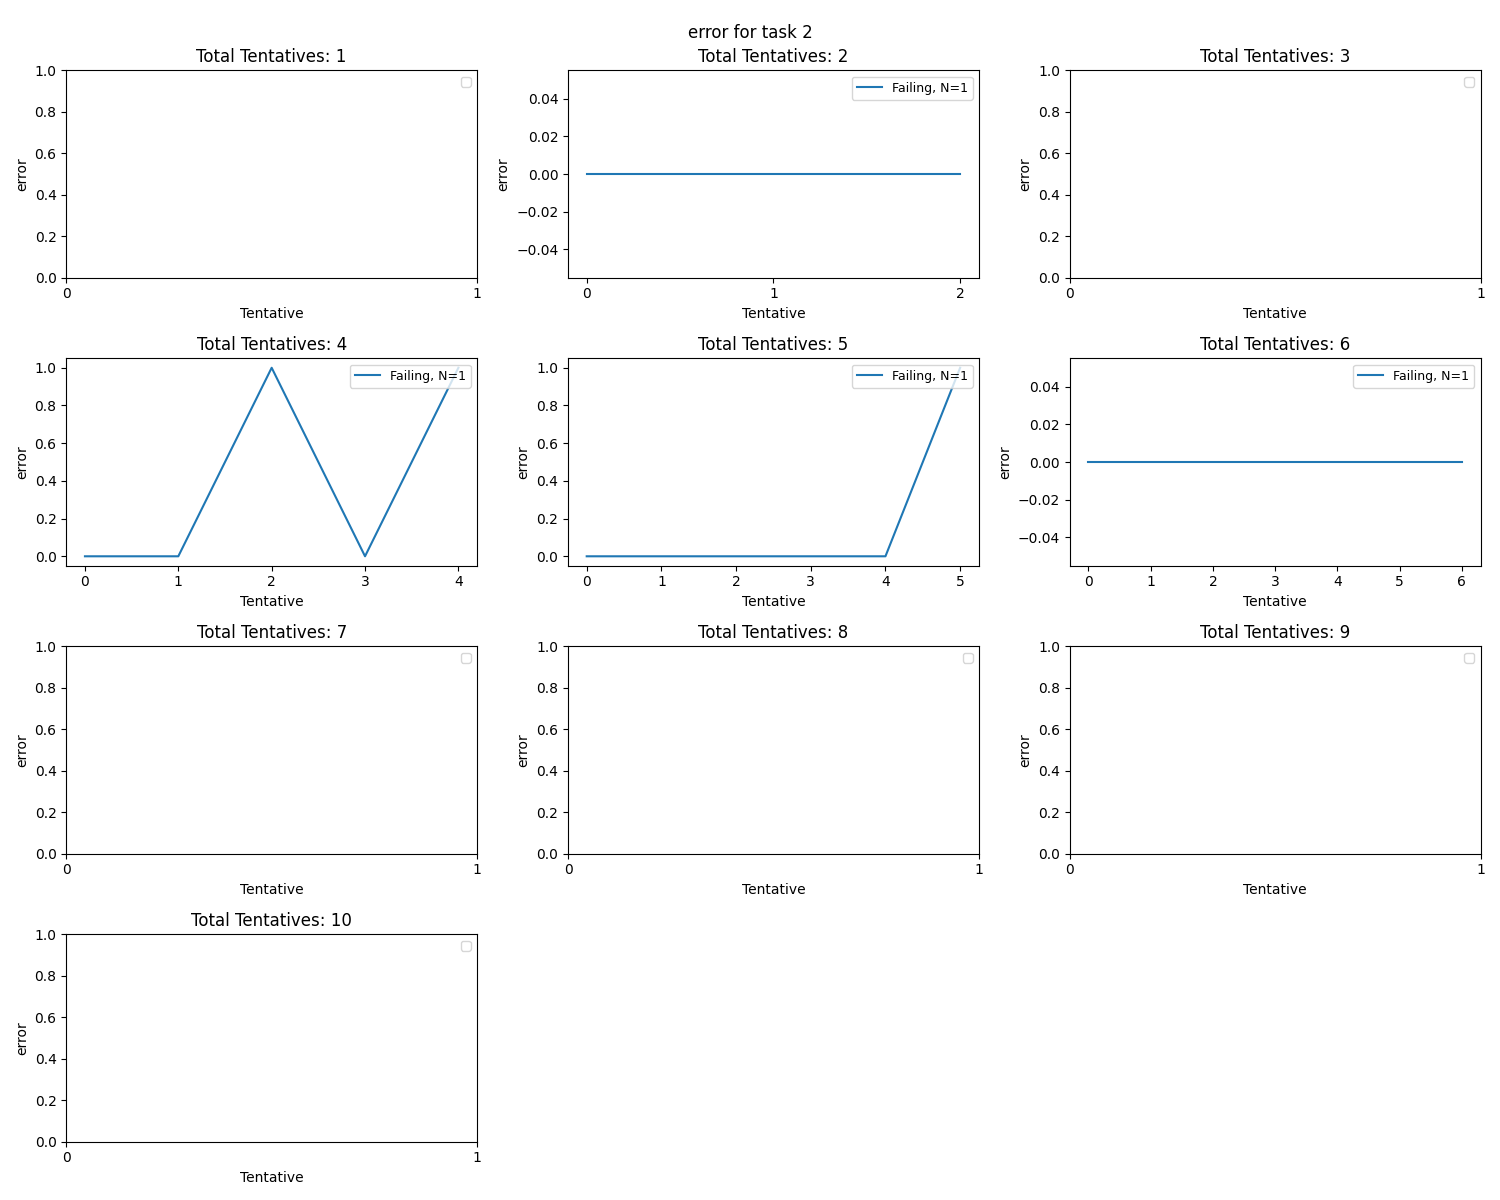 error for task 2
Total Tentatives: 1
error
1.0
0.8
0.6
0.4
0.2
0.0
0 1
Tentative
Total Tentatives: 2
error
0.04
0.02
0.00
−0.02
−0.04
Failing, N=1
0 1 2
Tentative
Total Tentatives: 3
error
1.0
0.8
0.6
0.4
0.2
0.0
0 1
Tentative
Total Tentatives: 4
error
1.0
0.8
0.6
0.4
0.2
0.0
Failing, N=1
0 1 2 3 4
Tentative
Total Tentatives: 5
error
1.0
0.8
0.6
0.4
0.2
0.0
Failing, N=1
0 1 2 3 4 5
Tentative
Total Tentatives: 6
error
0.04
0.02
0.00
−0.02
−0.04
Failing, N=1
0 1 2 3 4 5 6
Tentative
Total Tentatives: 7
error
1.0
0.8
0.6
0.4
0.2
0.0
0 1
Tentative
Total Tentatives: 8
error
1.0
0.8
0.6
0.4
0.2
0.0
0 1
Tentative
Total Tentatives: 9
error
1.0
0.8
0.6
0.4
0.2
0.0
0 1
Tentative
Total Tentatives: 10
error
1.0
0.8
0.6
0.4
0.2
0.0
0 1
Tentative